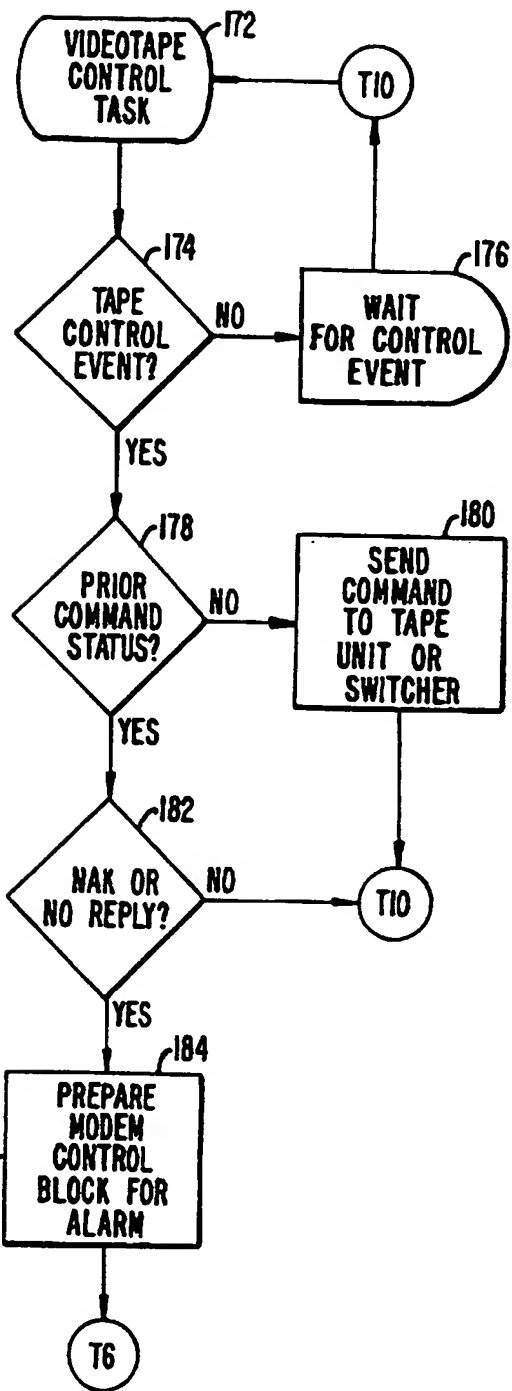 172
VIDEOTAPE
CONTROL
TASK
T10
174
TAPE
CONTROL
EVENT?
NO
176
WAIT
FOR CONTROL
EVENT
YES
178
PRIOR
COMMAND
STATUS?
NO
180
SEND
COMMAND
TO TAPE
UNIT OR
SWITCHER
YES
182
NAK OR
NO REPLY?
NO
T10
YES
184
PREPARE
MODEM
CONTROL
BLOCK FOR
ALARM
T6